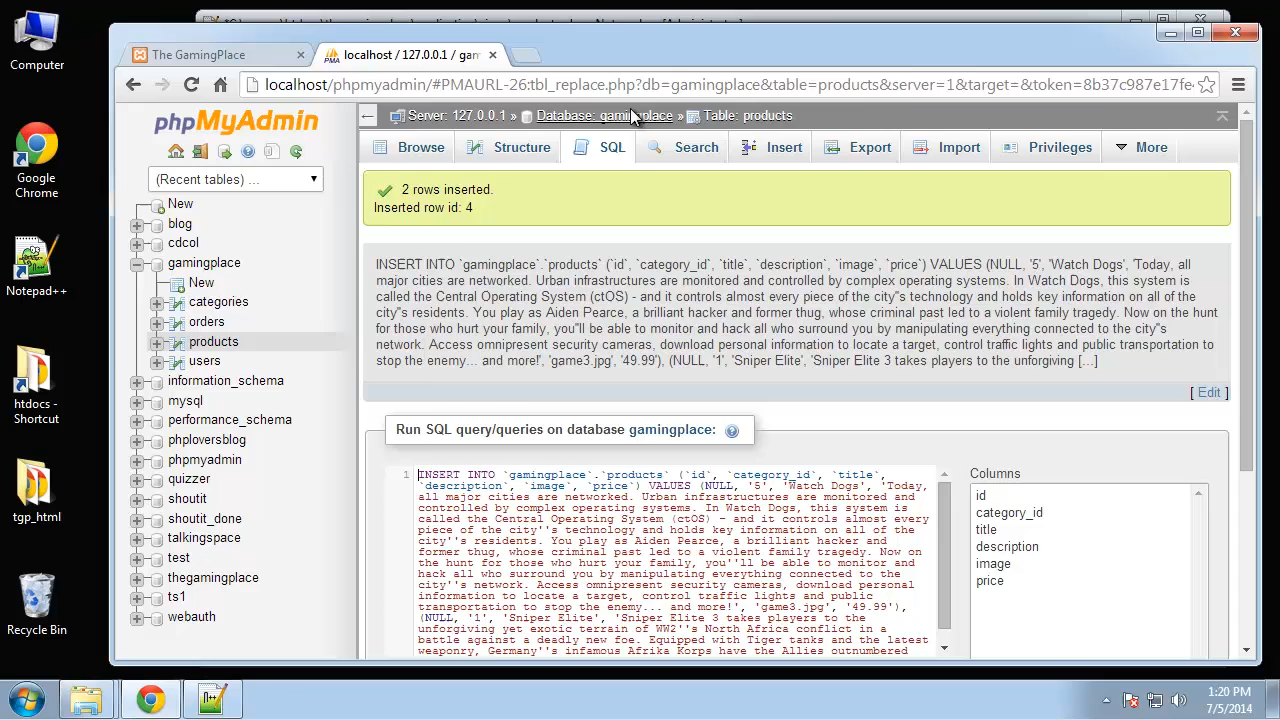 Computer
Google
Chrome
Notepad++
htdocs -
Shortcut
tgp_html
Recycle Bin
The GamingPlace
localhost / 127.0.0.1 / gam
localhost/phpmyadmin/#PMAURL-26:tbl_replace.php?db=gamingplace&table=products&server=1&target=&token=8b37c987e17fe
phpMyAdmin
(Recent tables) ...
New
blog
cdcol
gamingplace
New
categories
orders
products
users
information_schema
mysql
performance_schema
phploversblog
phpmyadmin
quizzer
shoutit
shoutit_done
talkingspace
test
thegamingplace
ts1
webauth
Server: 127.0.0.1 » Database: gamingplace » Table: products
Browse Structure SQL Search Insert Export Import Privileges More
2 rows inserted.
Inserted row id: 4
INSERT INTO `gamingplace`.`products` (`id`, `category_id`, `title`, `description`, `image`, `price`) VALUES (NULL, '5', 'Watch Dogs', 'Today, all
major cities are networked. Urban infrastructures are monitored and controlled by complex operating systems. In Watch Dogs, this system is
called the Central Operating System (ctOS) - and it controls almost every piece of the city''s technology and holds key information on all of the
city''s residents. You play as Aiden Pearce, a brilliant hacker and former thug, whose criminal past led to a violent family tragedy. Now on the hunt
for those who hurt your family, you''ll be able to monitor and hack all who surround you by manipulating everything connected to the city''s
network. Access omnipresent security cameras, download personal information to locate a target, control traffic lights and public transportation to
stop the enemy... and more!', 'game3.jpg', '49.99'), (NULL, '1', 'Sniper Elite', 'Sniper Elite 3 takes players to the unforgiving [...]
[ Edit ]
Run SQL query/queries on database gamingplace:
1
INSERT INTO `gamingplace`.`products` (`id`, `category_id`, `title`,
`description`, `image`, `price`) VALUES (NULL, '5', 'Watch Dogs', 'Today,
all major cities are networked. Urban infrastructures are monitored and
controlled by complex operating systems. In Watch Dogs, this system is
called the Central Operating System (ctOS) - and it controls almost every
piece of the city''s technology and holds key information on all of the
city''s residents. You play as Aiden Pearce, a brilliant hacker and
former thug, whose criminal past led to a violent family tragedy. Now on
the hunt for those who hurt your family, you''ll be able to monitor and
hack all who surround you by manipulating everything connected to the
city''s network. Access omnipresent security cameras, download personal
information to locate a target, control traffic lights and public
transportation to stop the enemy... and more!', 'game3.jpg', '49.99'),
(NULL, '1', 'Sniper Elite', 'Sniper Elite 3 takes players to the
unforgiving yet exotic terrain of WW2''s North Africa conflict in a
battle against a deadly new foe. Equipped with Tiger tanks and the latest
weaponry, Germany''s infamous Afrika Korps have the Allies outnumbered
Columns
id
category_id
title
description
image
price
1:20 PM
7/5/2014